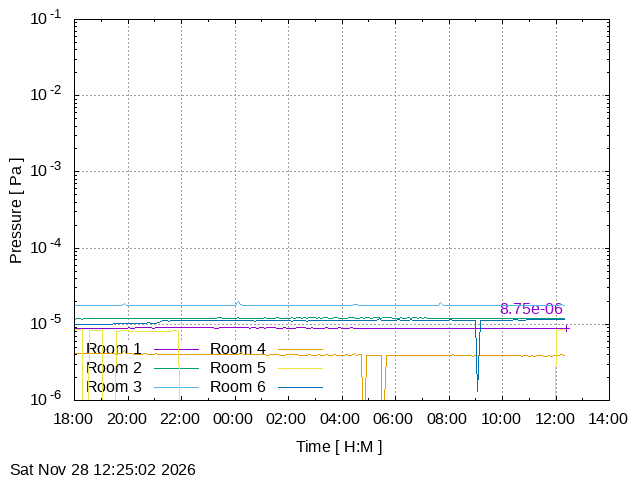 10^-1
10^-2
10^-3
10^-4
10^-5
10^-6
Pressure [ Pa ]
8.75e-06
Room 1 Room 4
Room 2 Room 5
Room 3 Room 6
18:00 20:00 22:00 00:00 02:00 04:00 06:00 08:00 10:00 12:00 14:00
Time [ H:M ]
Sat Nov 28 12:25:02 2026